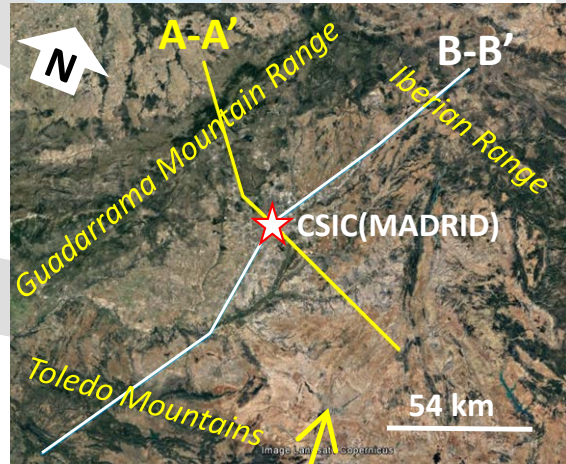 N
A-A’
B-B’
Guadarrama Mountain Range
Iberian Range
CSIC(MADRID)
Toledo Mountains
54 km
Image Landsat / Copernicus